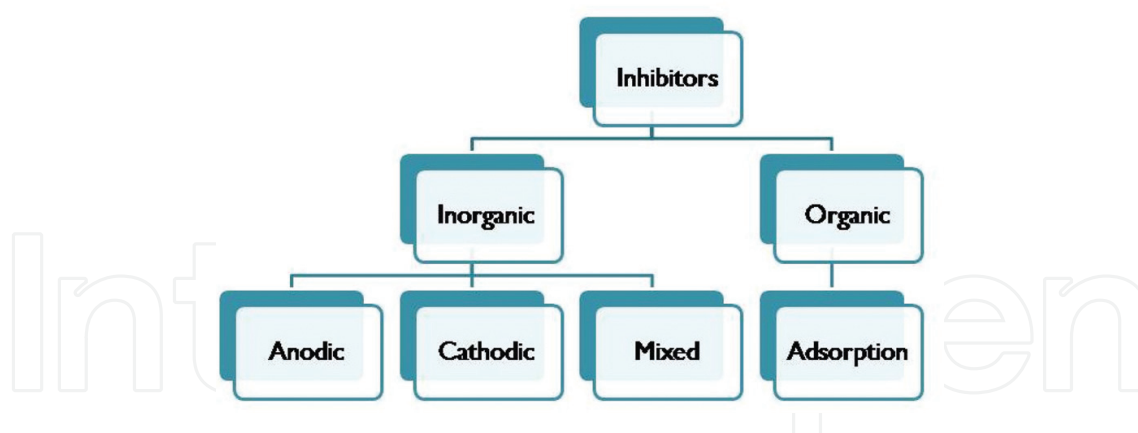 Inhibitors
Inorganic
Organic
Anodic
Cathodic
Mixed
Adsorption